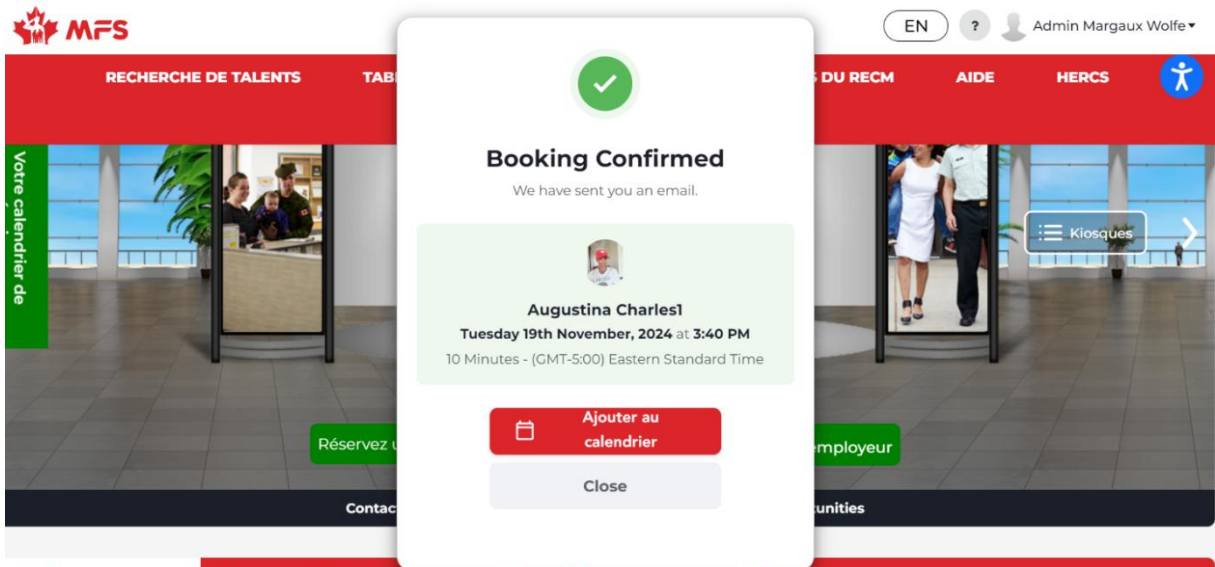 MFS
EN
?
Admin Margaux Wolfe
RECHERCHE DE TALENTS
TAB
DU RECM
AIDE
HERCS
Votre calendrier de
Booking Confirmed
We have sent you an email.
Augustina Charles1
Tuesday 19th November, 2024 at 3:40 PM
10 Minutes - (GMT-5:00) Eastern Standard Time
Ajouter au
calendrier
Close
Kiosques
Réservez
employeur
Contac
unities